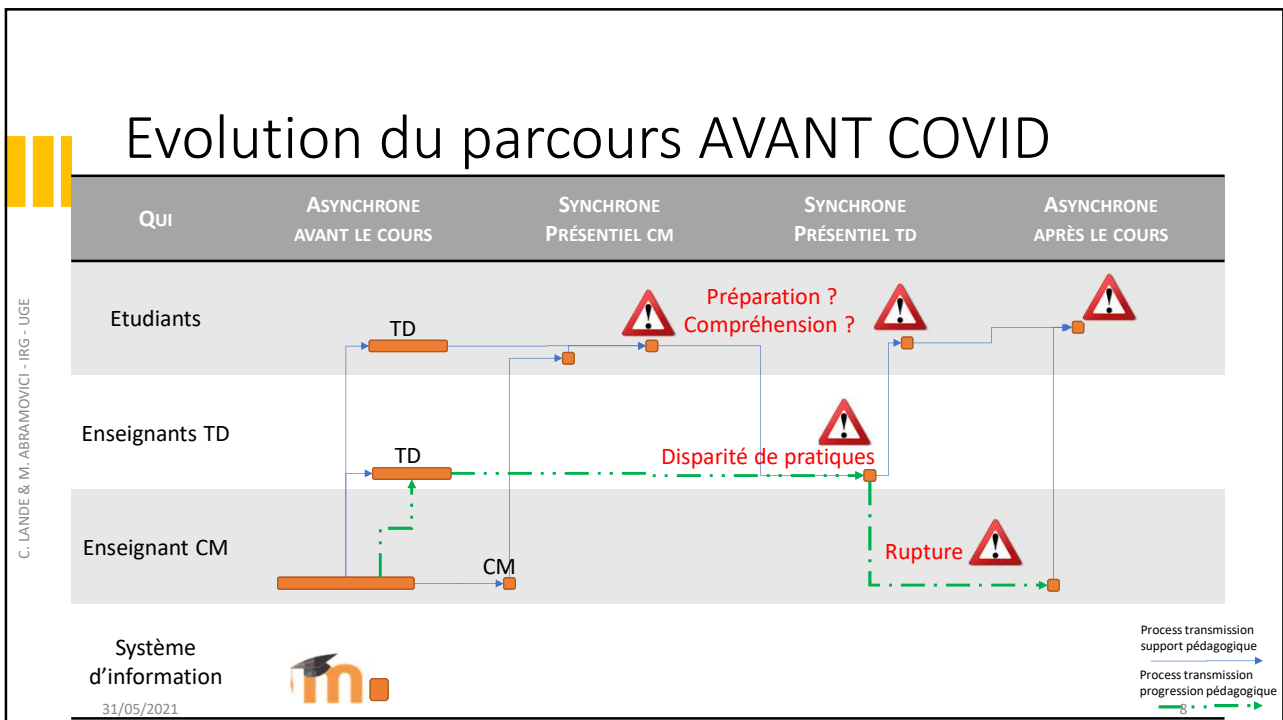 Evolution du parcours AVANT COVID
QUI
ASYNCHRONE
AVANT LE COURS
SYNCHRONE
PRÉSENTIEL CM
SYNCHRONE
PRÉSENTIEL TD
ASYNCHRONE
APRÈS LE COURS
C. LANDE & M. ABRAMOVICI - IRG - UGE
Etudiants
TD
Préparation ?
Compréhension ?
Enseignants TD
TD
Disparité de pratiques
Enseignant CM
CM
Rupture
Système
d’information
m
Process transmission
support pédagogique
Process transmission
progression pédagogique
31/05/2021
8